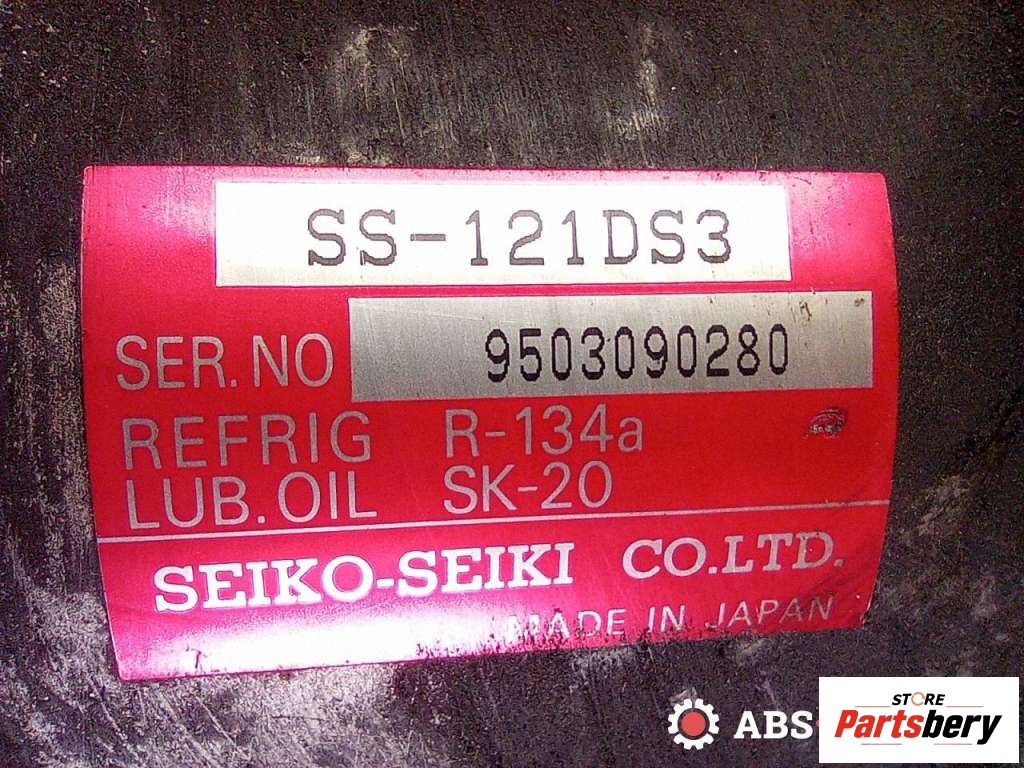 SS-121DS3
SER.NO 9503090280
REFRIG R-134a
LUB.OIL SK-20
SEIKO-SEIKI CO.LTD.
MADE IN JAPAN
ABS-
STORE
Partsbery